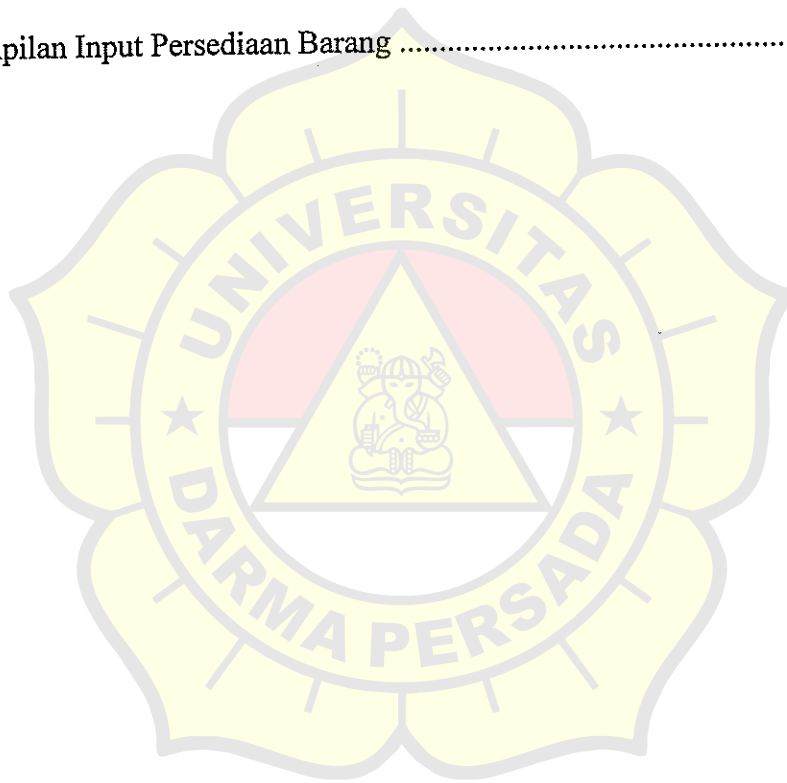 pilan Input Persediaan Barang ........................................................
UNIVERSITAS
DARMA PERSADA